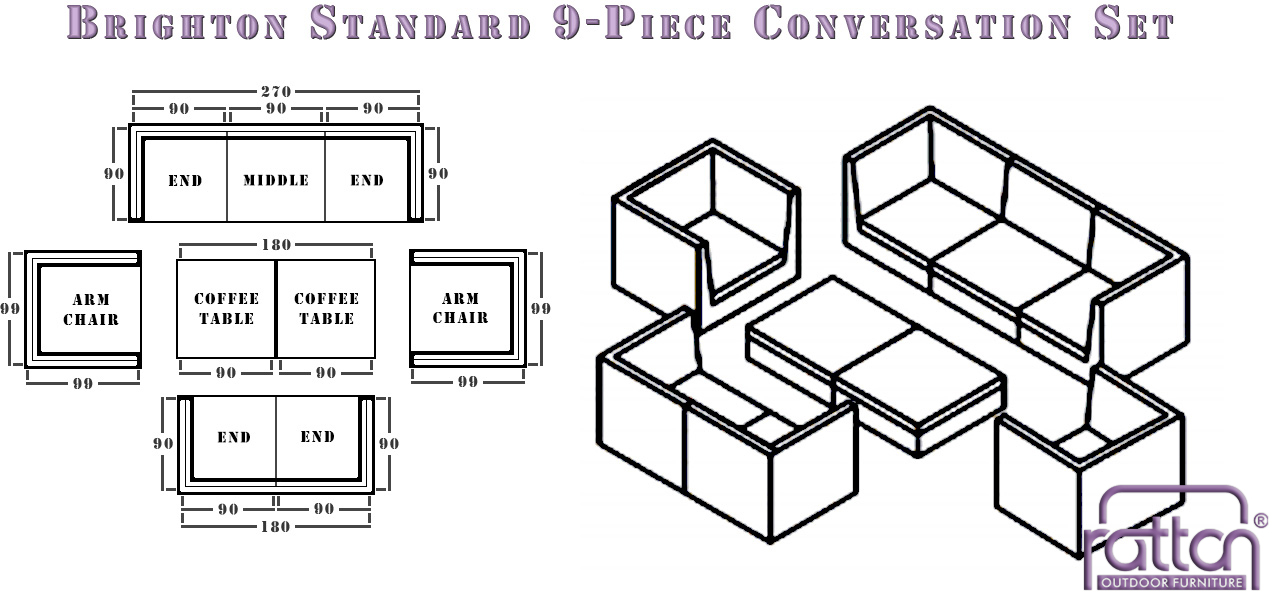 Brighton Standard 9-Piece Conversation Set
270
90 90 90
90 90
END MIDDLE END
180
99 ARM CHAIR
COFFEE TABLE
COFFEE TABLE
ARM CHAIR 99
99
90 90
99
90 90
END END
90 90
180
rattan®
OUTDOOR FURNITURE